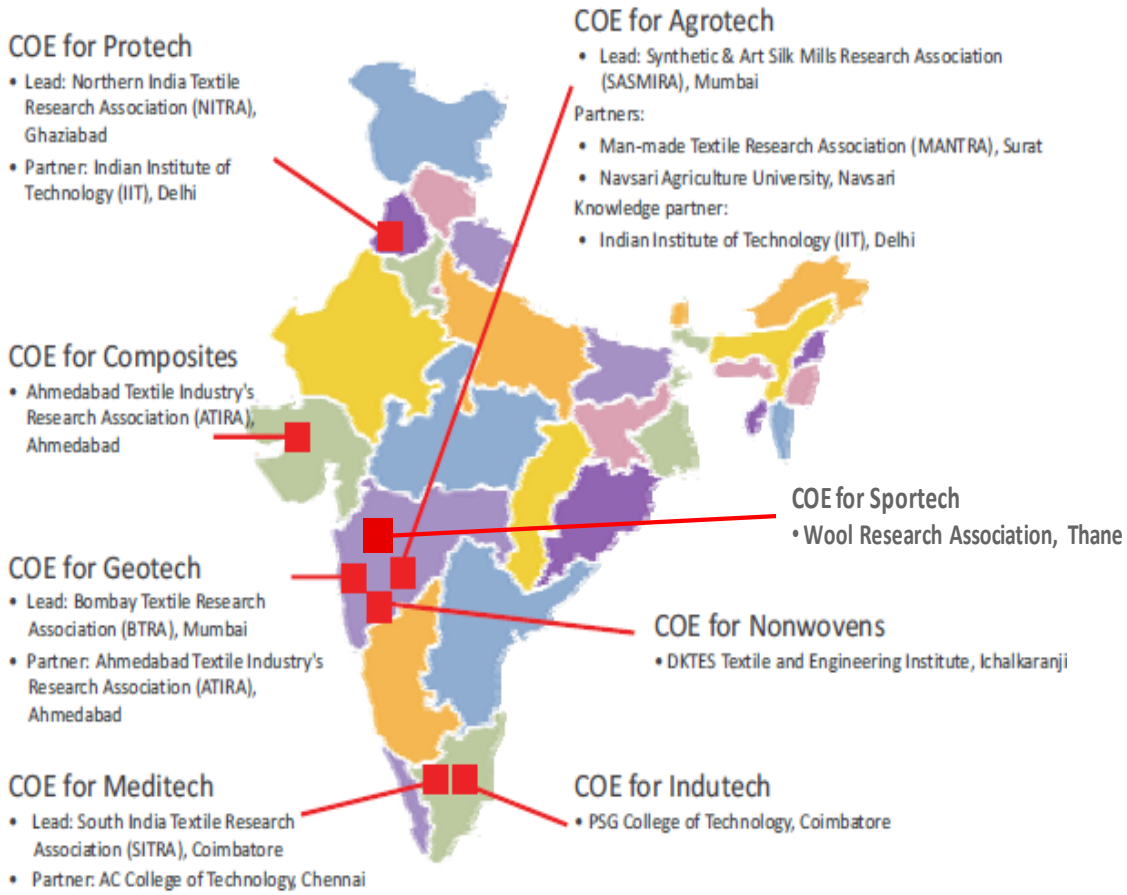 COE for Protech
• Lead: Northern India Textile
Research Association (NITRA),
Ghaziabad
• Partner: Indian Institute of
Technology (IIT), Delhi
COE for Agrotech
• Lead: Synthetic & Art Silk Mills Research Association
(SASMIRA), Mumbai
Partners:
• Man-made Textile Research Association (MANTRA), Surat
• Navsari Agriculture University, Navsari
Knowledge partner:
• Indian Institute of Technology (IIT), Delhi
COE for Composites
• Ahmedabad Textile Industry's
Research Association (ATIRA),
Ahmedabad
COE for Sportech
• Wool Research Association, Thane
COE for Geotech
• Lead: Bombay Textile Research
Association (BTRA), Mumbai
• Partner: Ahmedabad Textile Industry's
Research Association (ATIRA),
Ahmedabad
COE for Nonwovens
• DKTES Textile and Engineering Institute, Ichalkaranji
COE for Meditech
• Lead: South India Textile Research
Association (SITRA), Coimbatore
• Partner: AC College of Technology, Chennai
COE for Indutech
• PSG College of Technology, Coimbatore